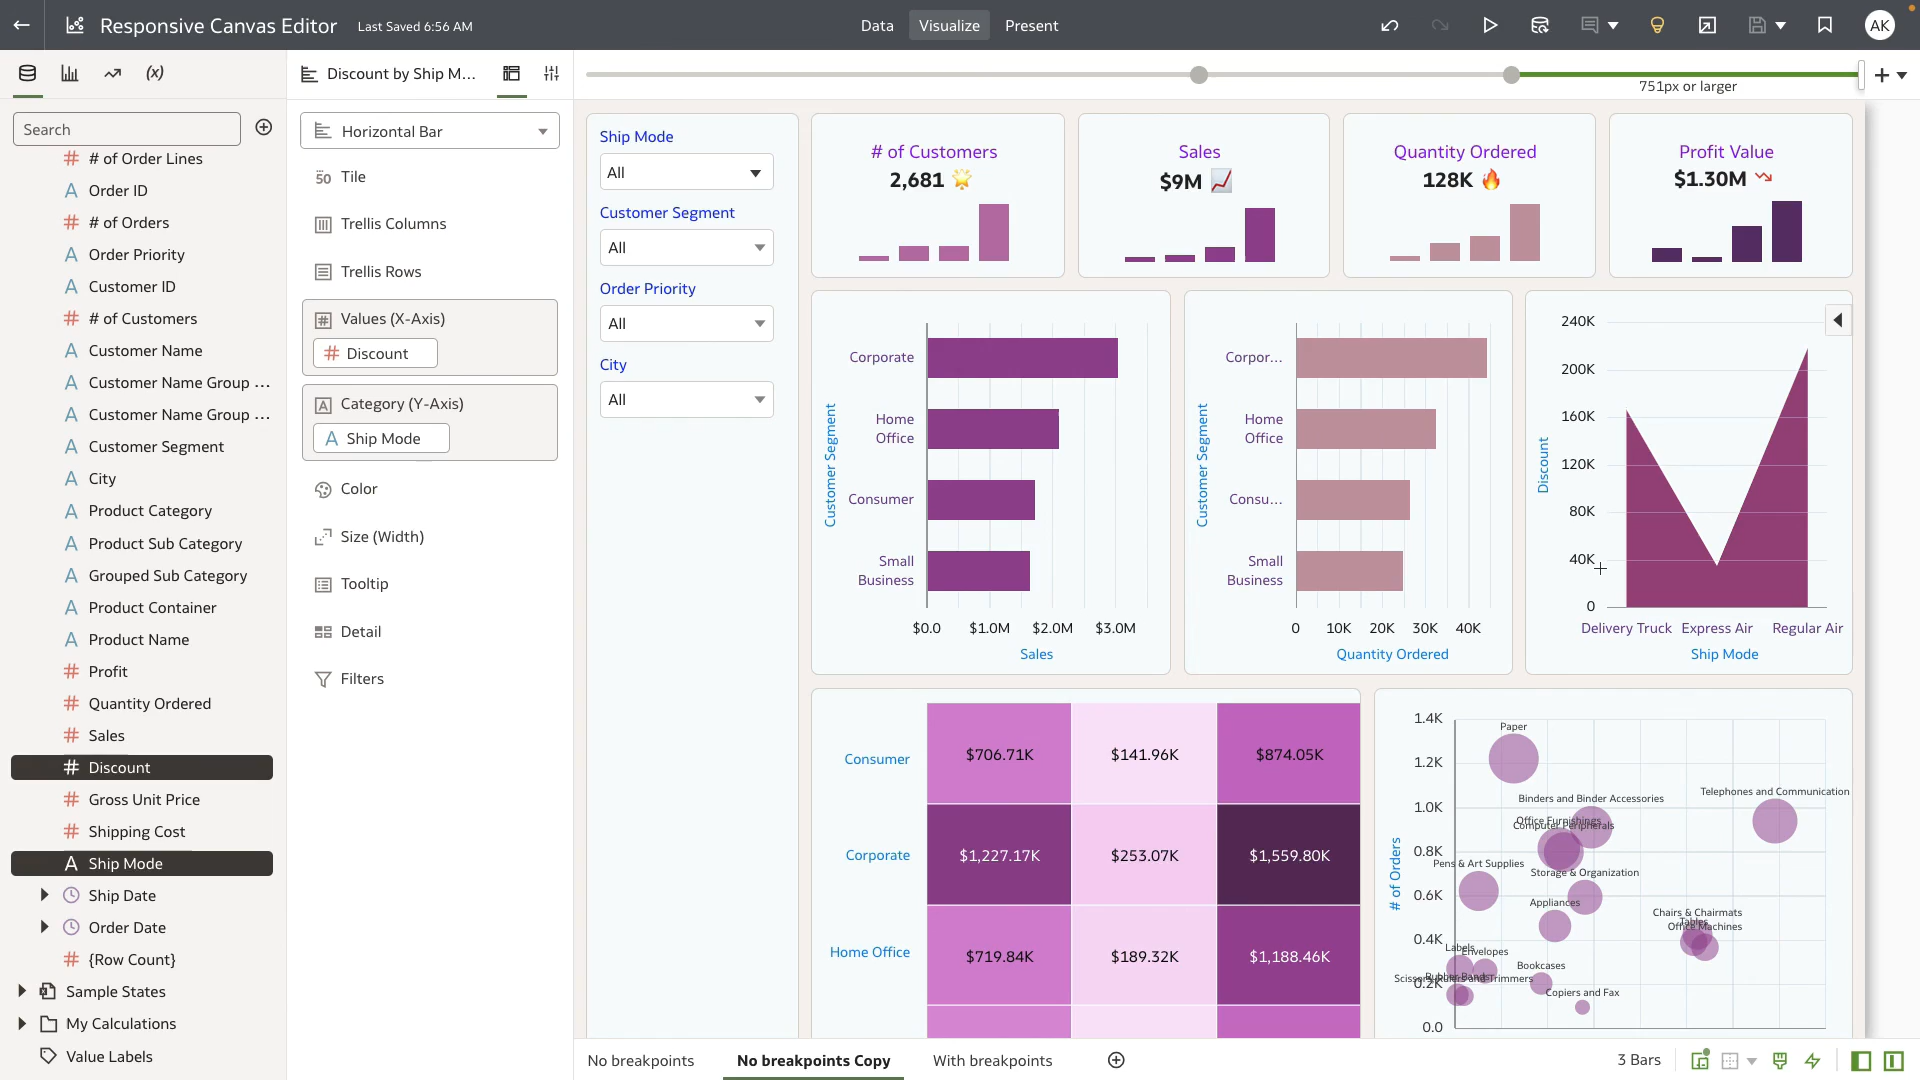 Responsive Canvas Editor
Last Saved 6:56 AM
Data
Visualize
Present
AK
(x)
Discount by Ship M...
751px or larger
Search
# of Order Lines
Order ID
# of Orders
Order Priority
Customer ID
# of Customers
Customer Name
Customer Name Group ...
Customer Name Group ...
Customer Segment
City
Product Category
Product Sub Category
Grouped Sub Category
Product Container
Product Name
Profit
Quantity Ordered
Sales
Discount
Gross Unit Price
Shipping Cost
Ship Mode
Ship Date
Order Date
{Row Count}
Sample States
My Calculations
Value Labels
Horizontal Bar
Tile
Trellis Columns
Trellis Rows
Values (X-Axis)
Discount
Category (Y-Axis)
Ship Mode
Color
Size (Width)
Tooltip
Detail
Filters
Ship Mode
All
Customer Segment
All
Order Priority
All
City
All
# of Customers
2,681
Sales
$9M
Quantity Ordered
128K
Profit Value
$1.30M
Customer Segment
Corporate
Home
Office
Consumer
Small
Business
$0.0
$1.0M
$2.0M
$3.0M
Sales
Customer Segment
Corpor...
Home
Office
Consu...
Small
Business
0
10K
20K
30K
40K
Quantity Ordered
Discount
240K
200K
160K
120K
80K
40K
0
Delivery Truck
Express Air
Regular Air
Ship Mode
Consumer
$706.71K
$141.96K
$874.05K
Corporate
$1,227.17K
$253.07K
$1,559.80K
Home Office
$719.84K
$189.32K
$1,188.46K
# of Orders
1.4K
1.2K
1.0K
0.8K
0.6K
0.4K
0.2K
0.0
Paper
Telephones and Communication
Binders and Binder Accessories
Office Furnishings
Computer Peripherals
Pens & Art Supplies
Storage & Organization
Appliances
Chairs & Chairmats
Tables
Office Machines
Labels
Envelopes
Bookcases
Rubber Bands
Scissors, Rulers and Trimmers
Copiers and Fax
No breakpoints
No breakpoints Copy
With breakpoints
3 Bars